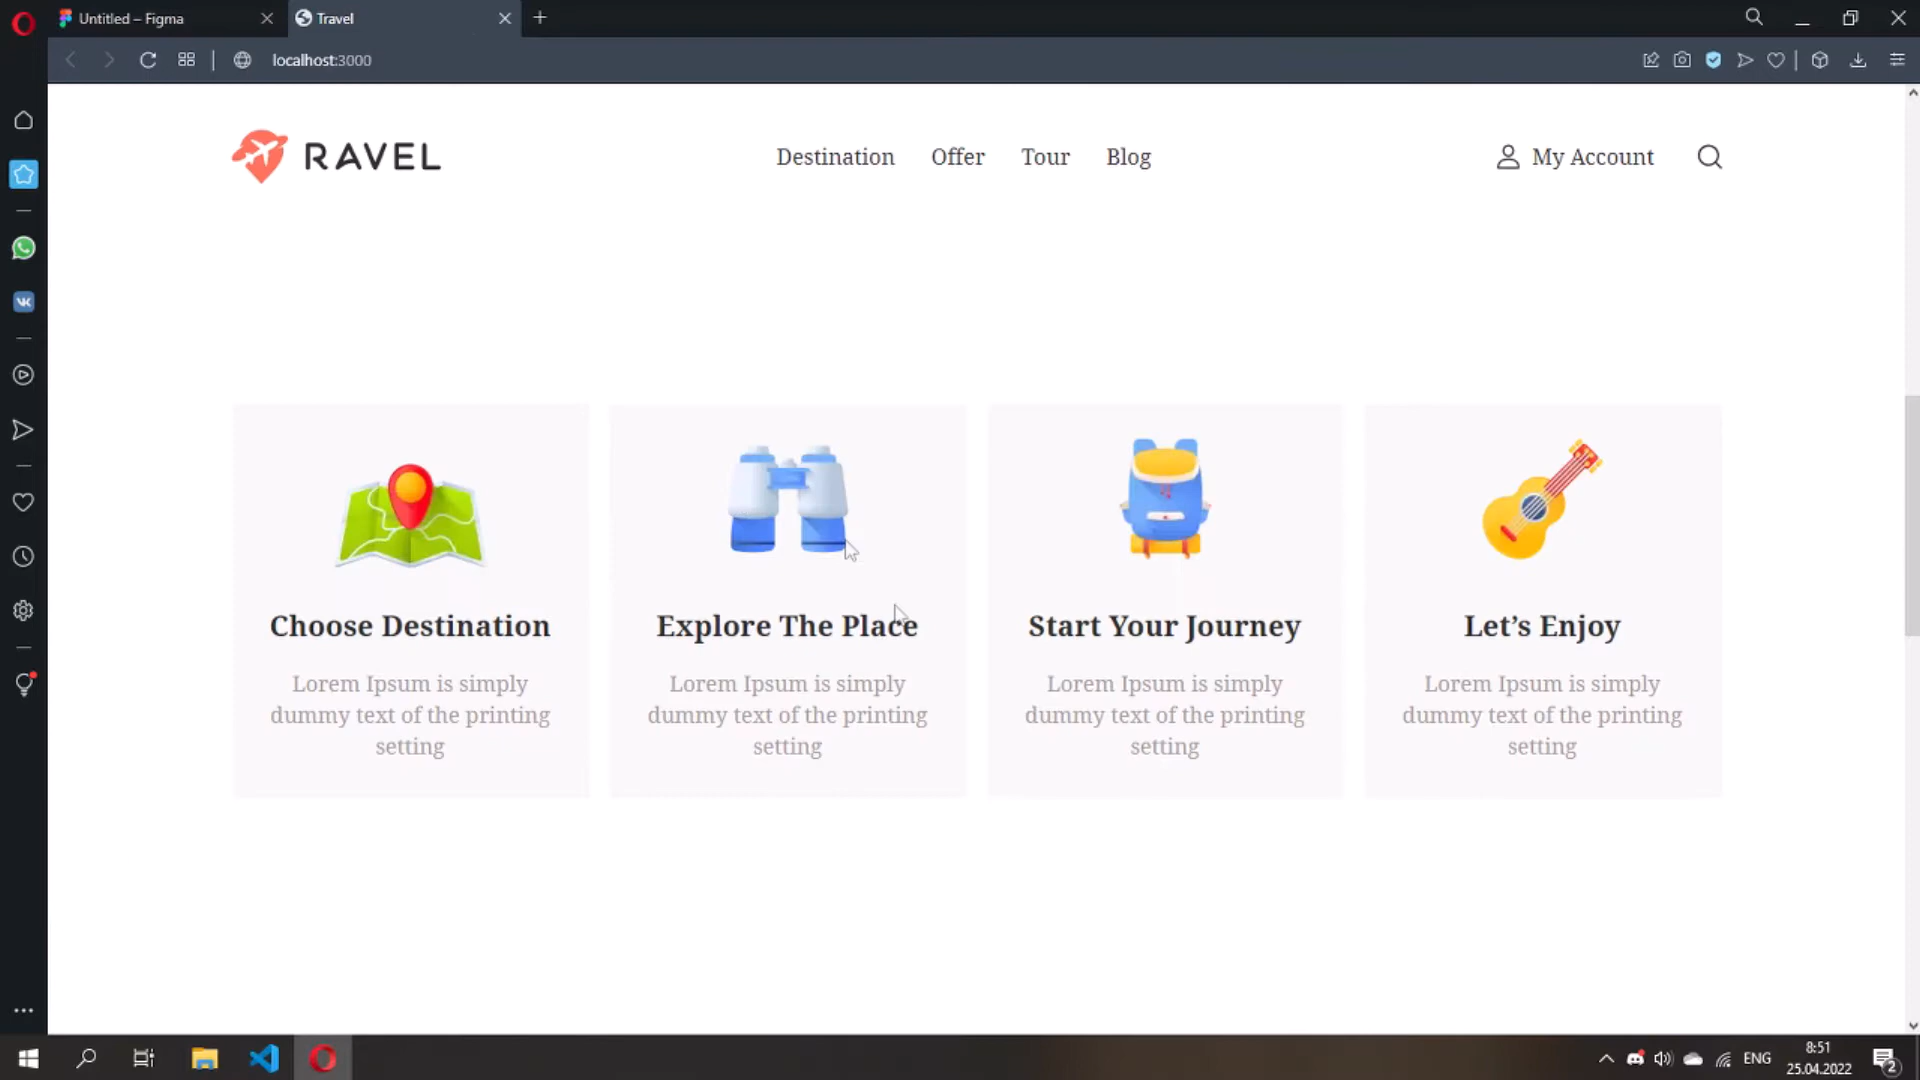 Untitled – Figma
Travel
localhost:3000
RAVEL
Destination
Offer
Tour
Blog
My Account
Choose Destination
Lorem Ipsum is simply
dummy text of the printing
setting
Explore The Place
Lorem Ipsum is simply
dummy text of the printing
setting
Start Your Journey
Lorem Ipsum is simply
dummy text of the printing
setting
Let’s Enjoy
Lorem Ipsum is simply
dummy text of the printing
setting
ENG
8:51
25.04.2022
2